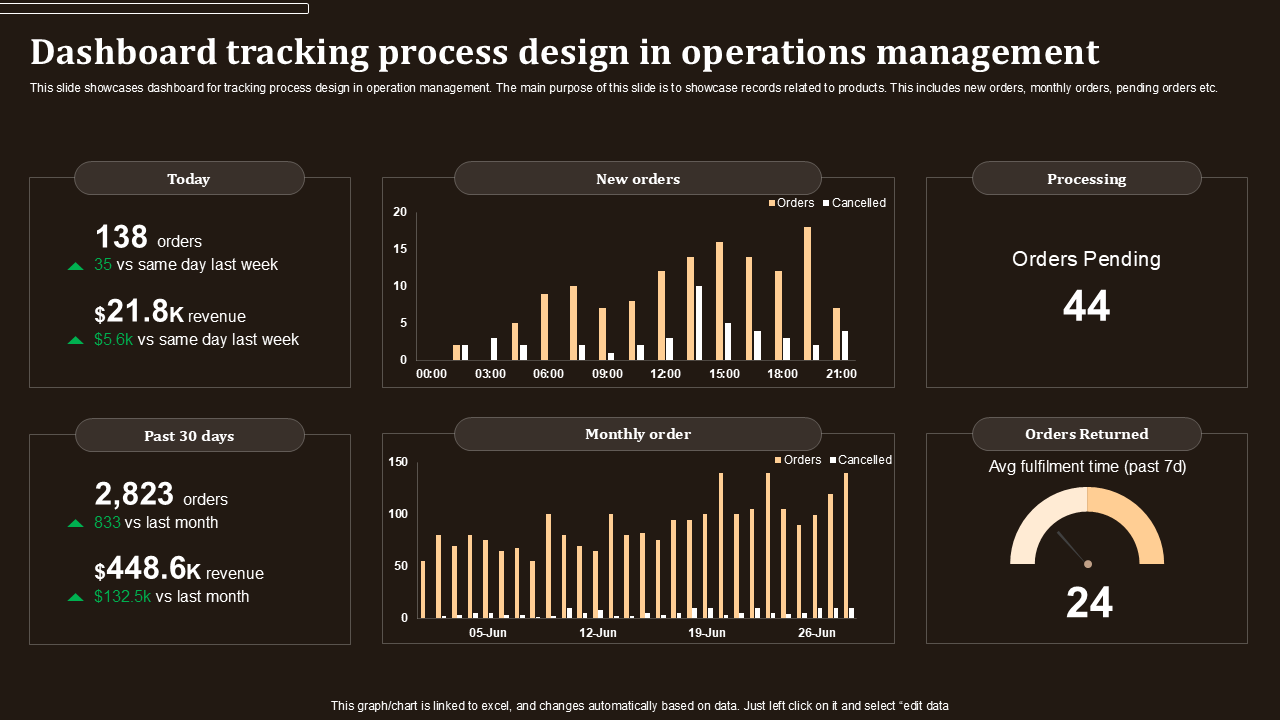 Dashboard tracking process design in operations management
This slide showcases dashboard for tracking process design in operation management. The main purpose of this slide is to showcase records related to products. This includes new orders, monthly orders, pending orders etc.
Today
138 orders
35 vs same day last week
$21.8K revenue
$5.6k vs same day last week
New orders
Orders Cancelled
20
15
10
5
0
00:00 03:00 06:00 09:00 12:00 15:00 18:00 21:00
Processing
Orders Pending
44
Past 30 days
2,823 orders
833 vs last month
$448.6K revenue
$132.5k vs last month
Monthly order
Orders Cancelled
150
100
50
0
05-Jun 12-Jun 19-Jun 26-Jun
Orders Returned
Avg fulfilment time (past 7d)
24
This graph/chart is linked to excel, and changes automatically based on data. Just left click on it and select “edit data